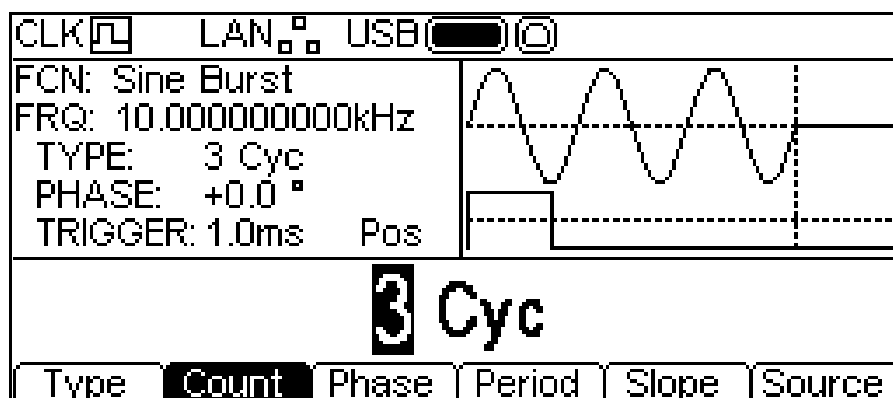 CLK LAN USB
FCN: Sine Burst
FRQ: 10.000000000kHz
TYPE: 3 Cyc
PHASE: +0.0 °
TRIGGER: 1.0ms Pos
3 Cyc
Type Count Phase Period Slope Source